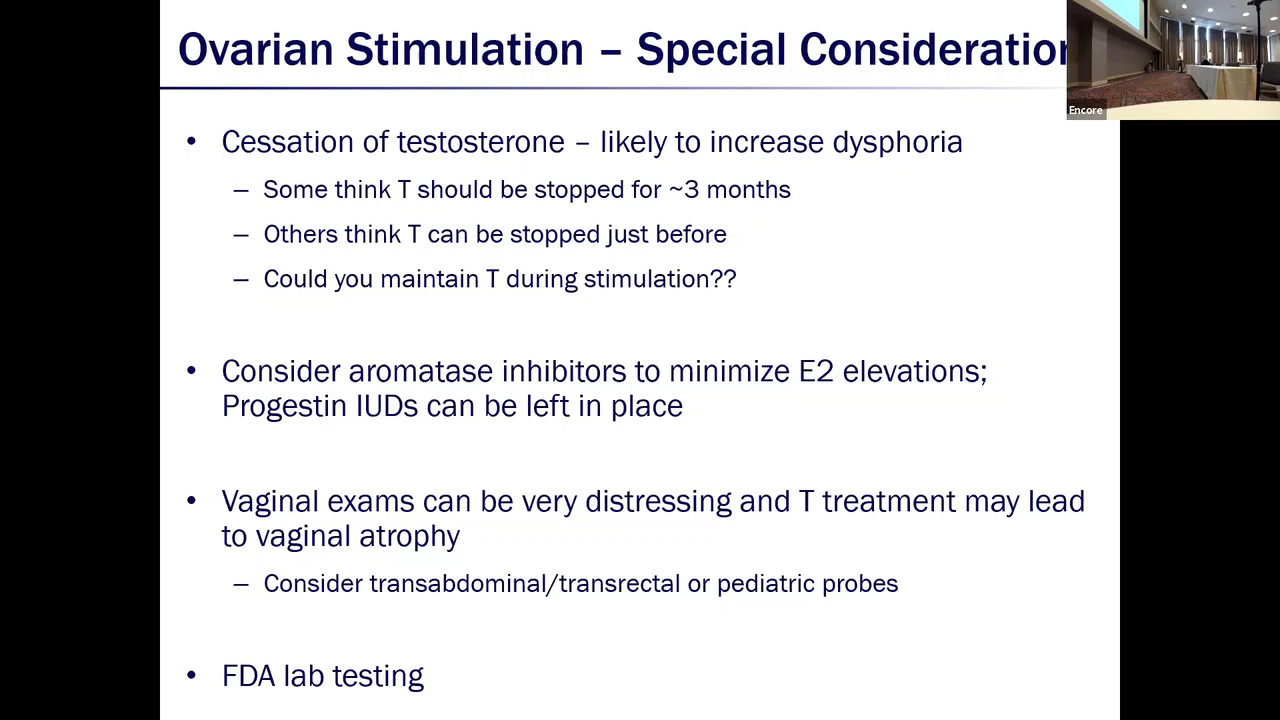 Ovarian Stimulation – Special Consideration
Encore
• Cessation of testosterone – likely to increase dysphoria
– Some think T should be stopped for ~3 months
– Others think T can be stopped just before
– Could you maintain T during stimulation??
• Consider aromatase inhibitors to minimize E2 elevations;
Progestin IUDs can be left in place
• Vaginal exams can be very distressing and T treatment may lead
to vaginal atrophy
– Consider transabdominal/transrectal or pediatric probes
• FDA lab testing